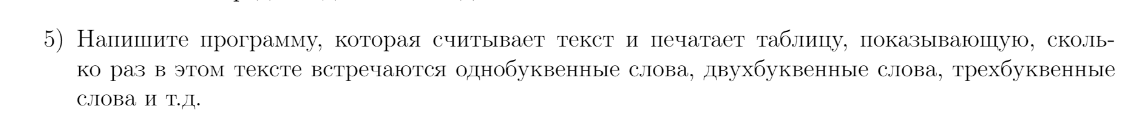 5) Напишите программу, которая считывает текст и печатает таблицу, показывающую, сколь-
ко раз в этом тексте встречаются однобуквенные слова, двухбуквенные слова, трехбуквенные
слова и т.д.